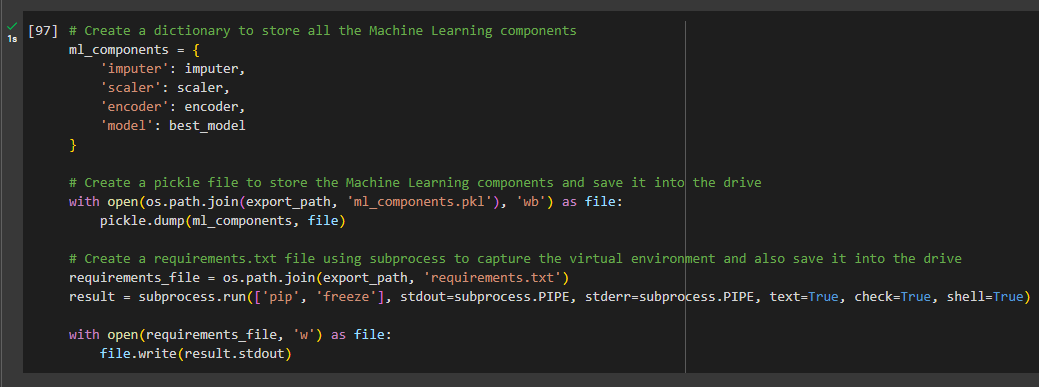 [97] # Create a dictionary to store all the Machine Learning components
1s ml_components = {
'imputer': imputer,
'scaler': scaler,
'encoder': encoder,
'model': best_model
}
# Create a pickle file to store the Machine Learning components and save it into the drive
with open(os.path.join(export_path, 'ml_components.pkl'), 'wb') as file:
pickle.dump(ml_components, file)
# Create a requirements.txt file using subprocess to capture the virtual environment and also save it into the drive
requirements_file = os.path.join(export_path, 'requirements.txt')
result = subprocess.run(['pip', 'freeze'], stdout=subprocess.PIPE, stderr=subprocess.PIPE, text=True, check=True, shell=True)
with open(requirements_file, 'w') as file:
file.write(result.stdout)